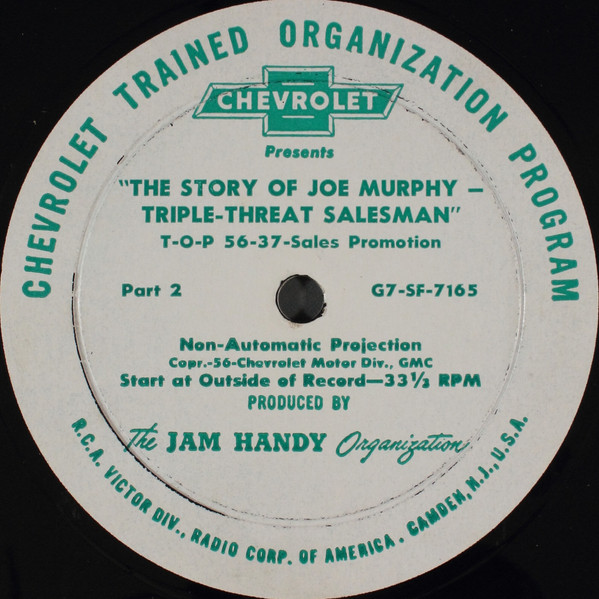 CHEVROLET TRAINED ORGANIZATION PROGRAM
CHEVROLET
Presents
"THE STORY OF JOE MURPHY –
TRIPLE-THREAT SALESMAN"
T-O-P 56-37-Sales Promotion
Part 2 G7-SF-7165
Non-Automatic Projection
Copr.-56-Chevrolet Motor Div., GMC
Start at Outside of Record—33⅓ RPM
PRODUCED BY
The JAM HANDY Organization
R.C.A. VICTOR DIV., RADIO CORP. OF AMERICA. CAMDEN, N.J., U.S.A.